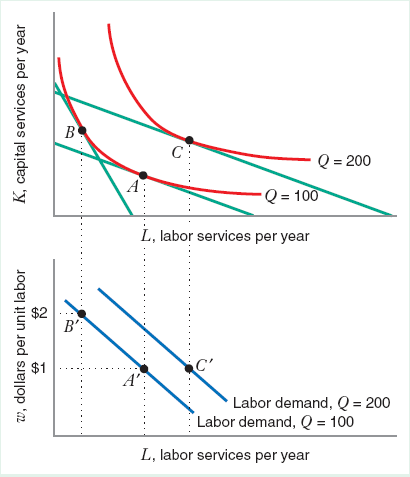 K, capital services per year
B
C
A
Q = 200
Q = 100
L, labor services per year
w, dollars per unit labor
$2
$1
B′
A′
C′
Labor demand, Q = 200
Labor demand, Q = 100
L, labor services per year